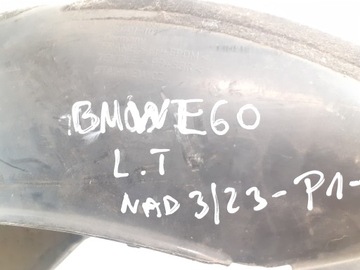 BMW E60
L.T
NAD 3/23-P1-